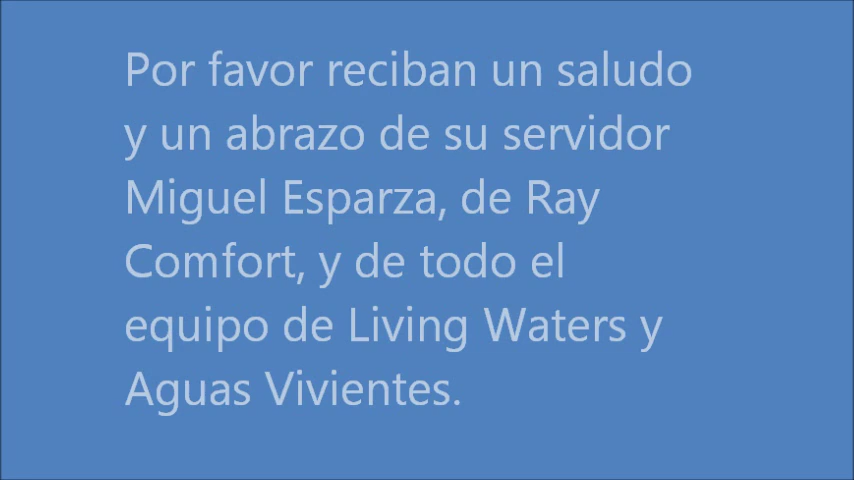 Por favor reciban un saludo
y un abrazo de su servidor
Miguel Esparza, de Ray
Comfort, y de todo el
equipo de Living Waters y
Aguas Vivientes.